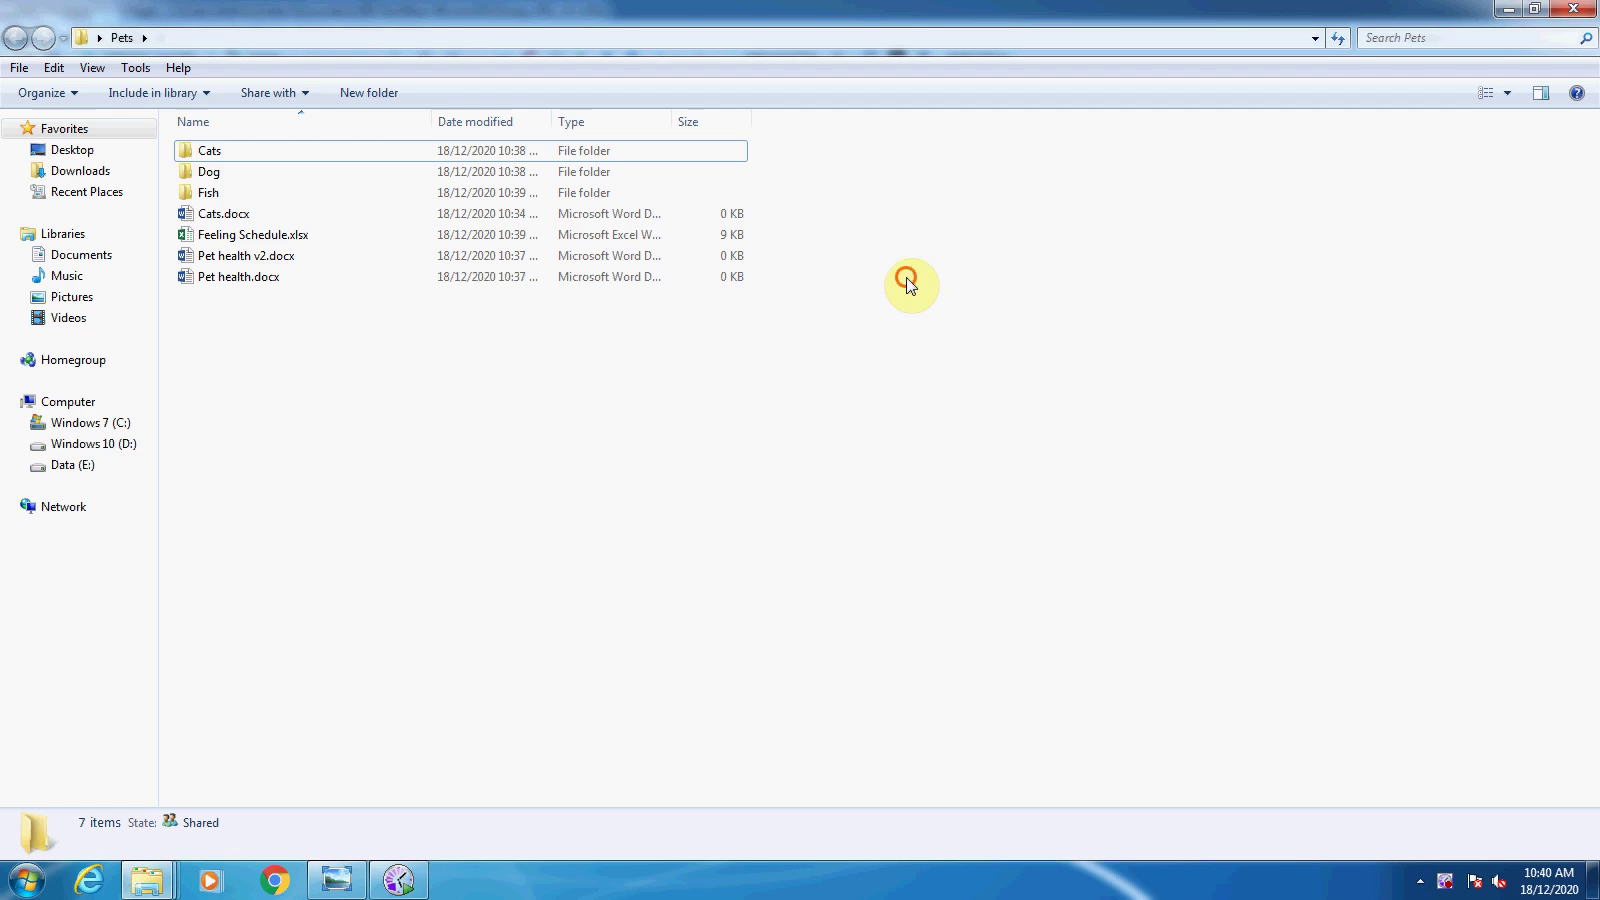 Pets
Search Pets
File Edit View Tools Help
Organize Include in library Share with New folder
Name Date modified Type Size
Favorites
Desktop
Downloads
Recent Places
Libraries
Documents
Music
Pictures
Videos
Homegroup
Computer
Windows 7 (C:)
Windows 10 (D:)
Data (E:)
Network
Cats 18/12/2020 10:38 ... File folder
Dog 18/12/2020 10:38 ... File folder
Fish 18/12/2020 10:39 ... File folder
Cats.docx 18/12/2020 10:34 ... Microsoft Word D... 0 KB
Feeling Schedule.xlsx 18/12/2020 10:39 ... Microsoft Excel W... 9 KB
Pet health v2.docx 18/12/2020 10:37 ... Microsoft Word D... 0 KB
Pet health.docx 18/12/2020 10:37 ... Microsoft Word D... 0 KB
7 items State: Shared
10:40 AM
18/12/2020